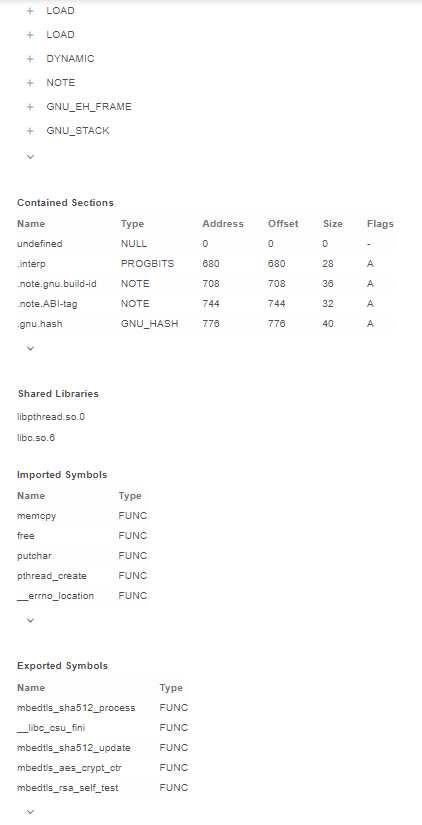 + LOAD
+ LOAD
+ DYNAMIC
+ NOTE
+ GNU_EH_FRAME
+ GNU_STACK
Contained Sections
Name Type Address Offset Size Flags
undefined NULL 0 0 0 -
.interp PROGBITS 680 680 28 A
.note.gnu.build-id NOTE 708 708 36 A
.note.ABI-tag NOTE 744 744 32 A
.gnu.hash GNU_HASH 776 776 40 A
Shared Libraries
libpthread.so.0
libc.so.6
Imported Symbols
Name Type
memcpy FUNC
free FUNC
putchar FUNC
pthread_create FUNC
__errno_location FUNC
Exported Symbols
Name Type
mbedtls_sha512_process FUNC
__libc_csu_fini FUNC
mbedtls_sha512_update FUNC
mbedtls_aes_crypt_ctr FUNC
mbedtls_rsa_self_test FUNC